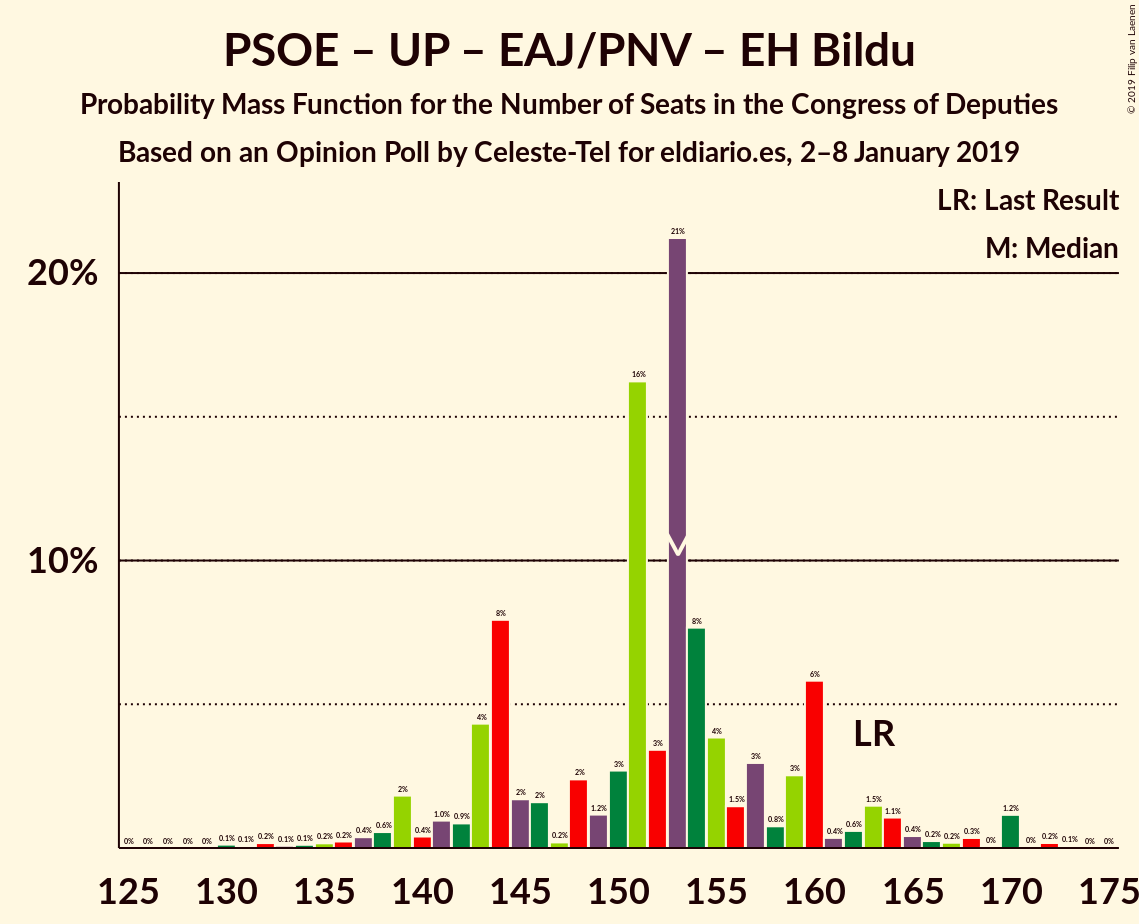 PSOE – UP – EAJ/PNV – EH Bildu
Probability Mass Function for the Number of Seats in the Congress of Deputies
Based on an Opinion Poll by Celeste-Tel for eldiario.es, 2–8 January 2019
© 2019 Filip van Laenen
LR: Last Result
M: Median
20%
10%
0% 0% 0% 0% 0% 0.1% 0.1% 0.2% 0.1% 0.1% 0.2% 0.2% 0.4% 0.6% 2% 0.4% 1.0% 0.9% 4% 8% 2% 2% 0.2% 2% 1.2% 3% 16% 3% 21% 8% 4% 1.5% 3% 0.8% 3% 6% 0.4% 0.6% 1.5% 1.1% 0.4% 0.2% 0.2% 0.3% 0% 1.2% 0% 0.2% 0.1% 0% 0%
M
LR
125 130 135 140 145 150 155 160 165 170 175